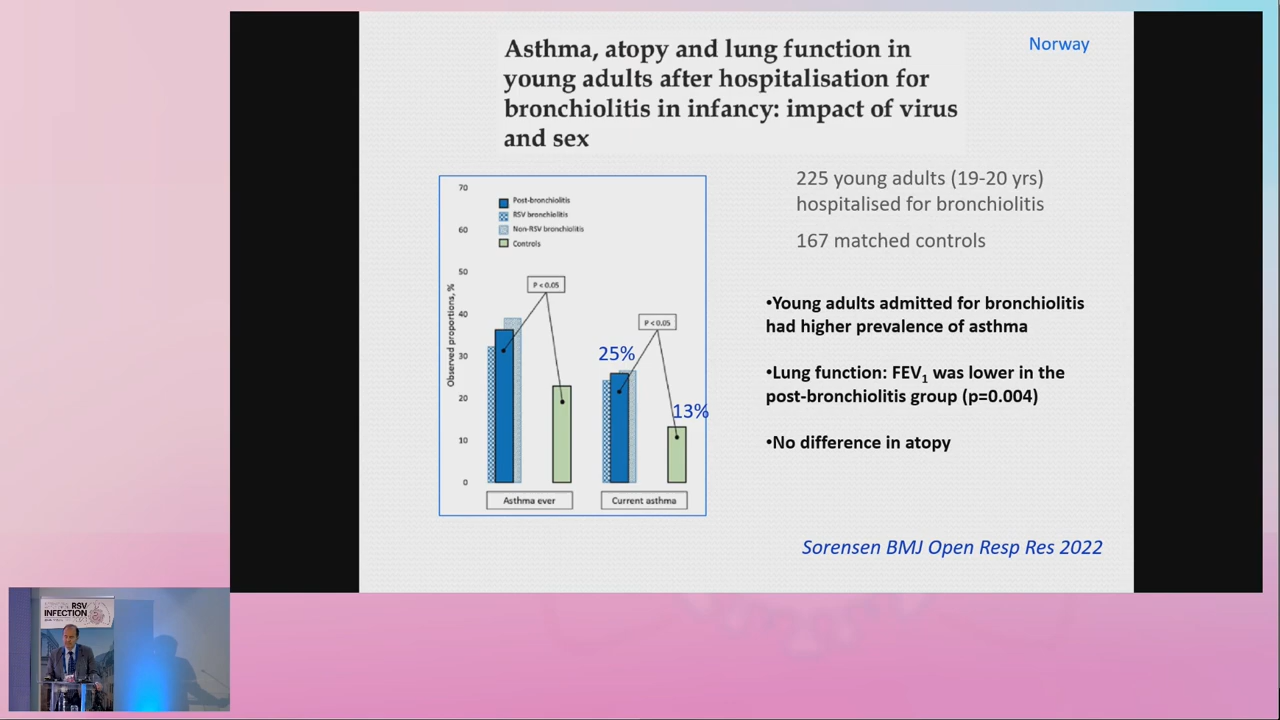 Norway
Asthma, atopy and lung function in
young adults after hospitalisation for
bronchiolitis in infancy: impact of virus
and sex
225 young adults (19-20 yrs)
hospitalised for bronchiolitis
167 matched controls
Observed proportions, %
70
60
50
40
30
20
10
0
Post-bronchiolitis
RSV bronchiolitis
Non-RSV bronchiolitis
Controls
P < 0.05
P < 0.05
25%
13%
Asthma ever
Current asthma
•Young adults admitted for bronchiolitis
had higher prevalence of asthma
•Lung function: FEV1 was lower in the
post-bronchiolitis group (p=0.004)
•No difference in atopy
Sorensen BMJ Open Resp Res 2022
RSV
INFECTION